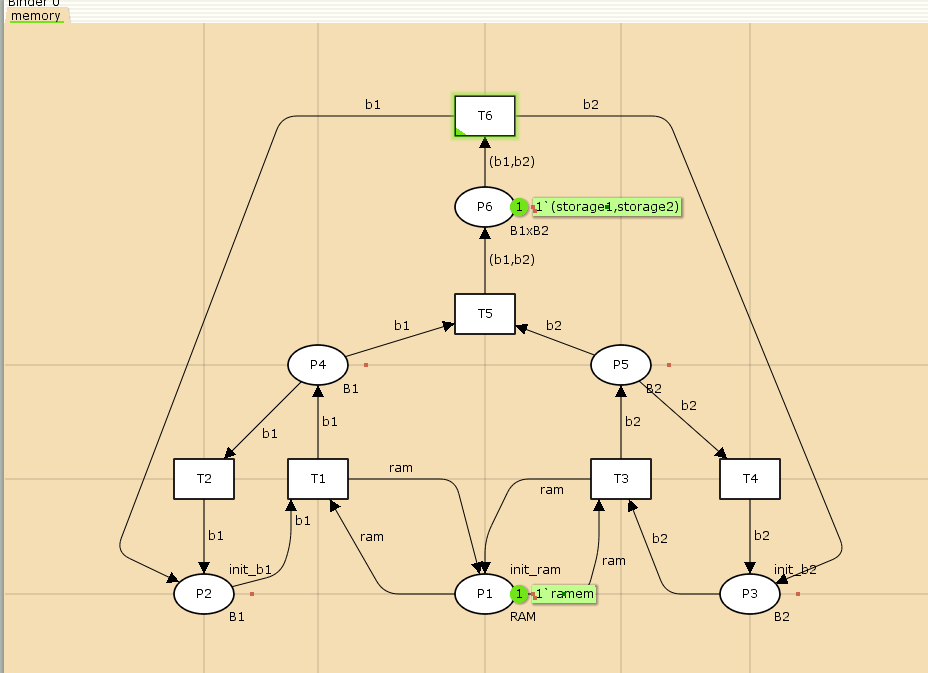 Binder 0
memory
b1
T6
b2
(b1,b2)
P6
1
1`(storage1,storage2)
B1xB2
(b1,b2)
T5
b1
b2
P4
P5
B1
B2
b1
b1
b2
b2
T2
T1
ram
T3
T4
ram
b1
b1
ram
ram
b2
b2
init_b1
init_ram
init_b2
P2
P1
1
1`ramem
P3
B1
RAM
B2